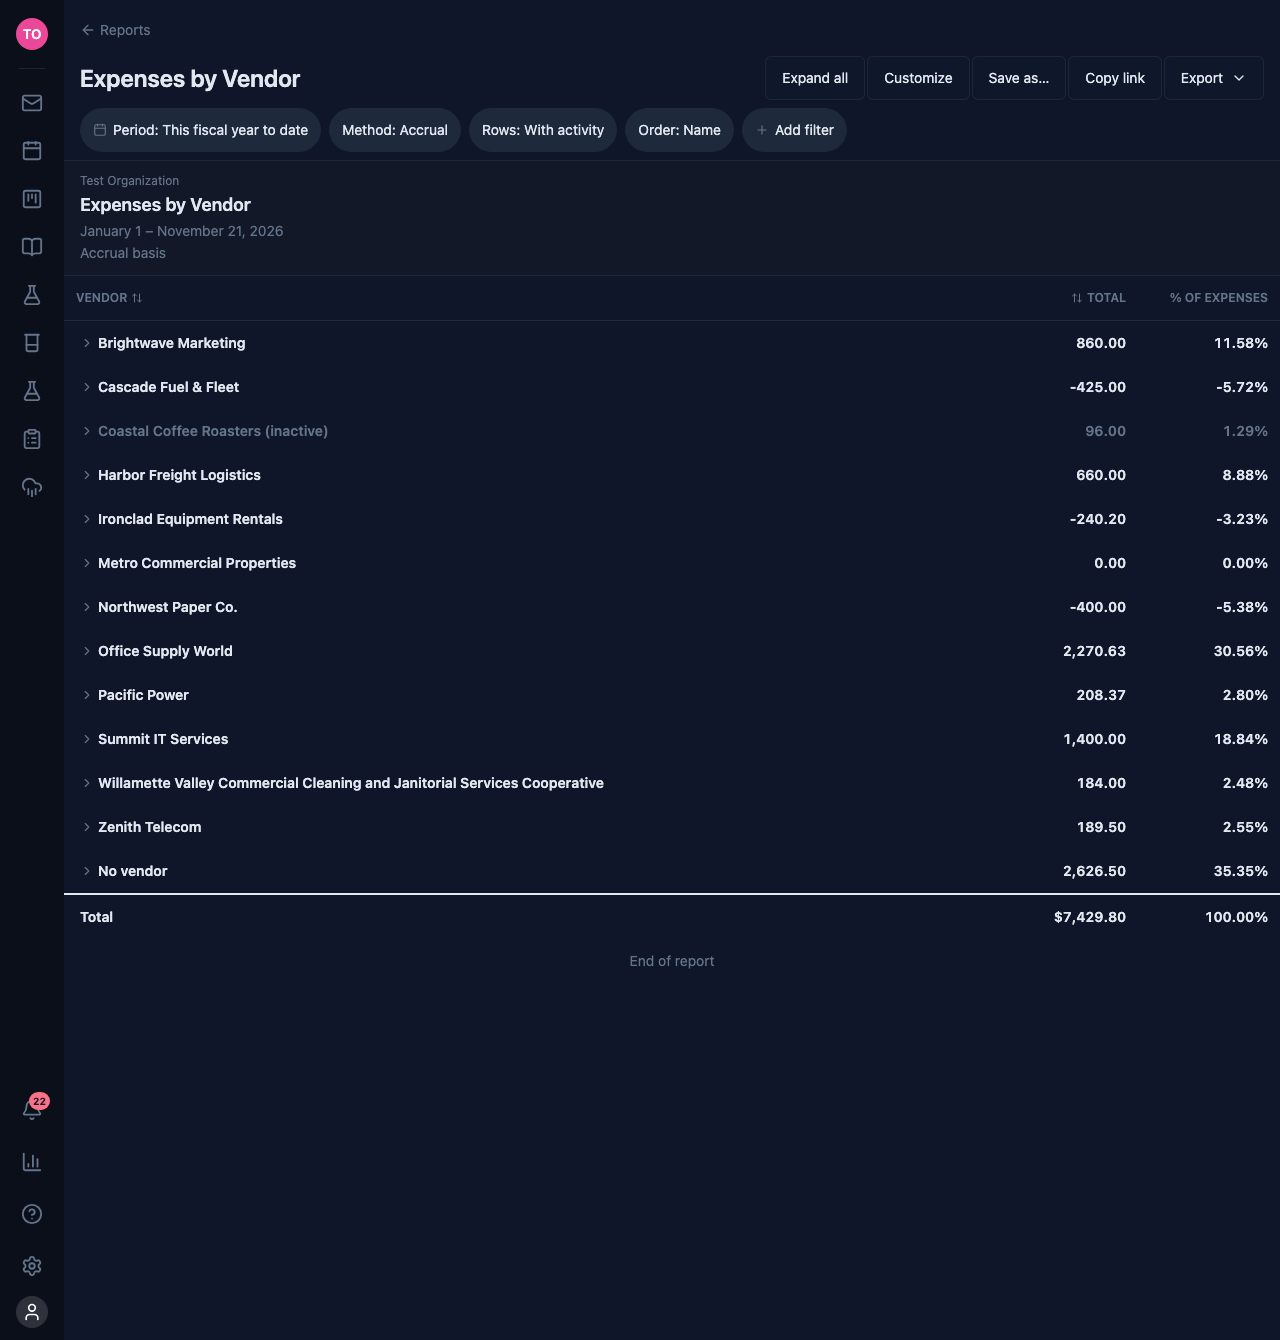 TO
Reports
Expenses by Vendor
Expand all
Customize
Save as...
Copy link
Export
Period: This fiscal year to date
Method: Accrual
Rows: With activity
Order: Name
Add filter
Test Organization
Expenses by Vendor
January 1 – November 21, 2026
Accrual basis
VENDOR TOTAL % OF EXPENSES
Brightwave Marketing 860.00 11.58%
Cascade Fuel & Fleet -425.00 -5.72%
Coastal Coffee Roasters (inactive) 96.00 1.29%
Harbor Freight Logistics 660.00 8.88%
Ironclad Equipment Rentals -240.20 -3.23%
Metro Commercial Properties 0.00 0.00%
Northwest Paper Co. -400.00 -5.38%
Office Supply World 2,270.63 30.56%
Pacific Power 208.37 2.80%
Summit IT Services 1,400.00 18.84%
Willamette Valley Commercial Cleaning and Janitorial Services Cooperative 184.00 2.48%
Zenith Telecom 189.50 2.55%
No vendor 2,626.50 35.35%
Total $7,429.80 100.00%
End of report
22